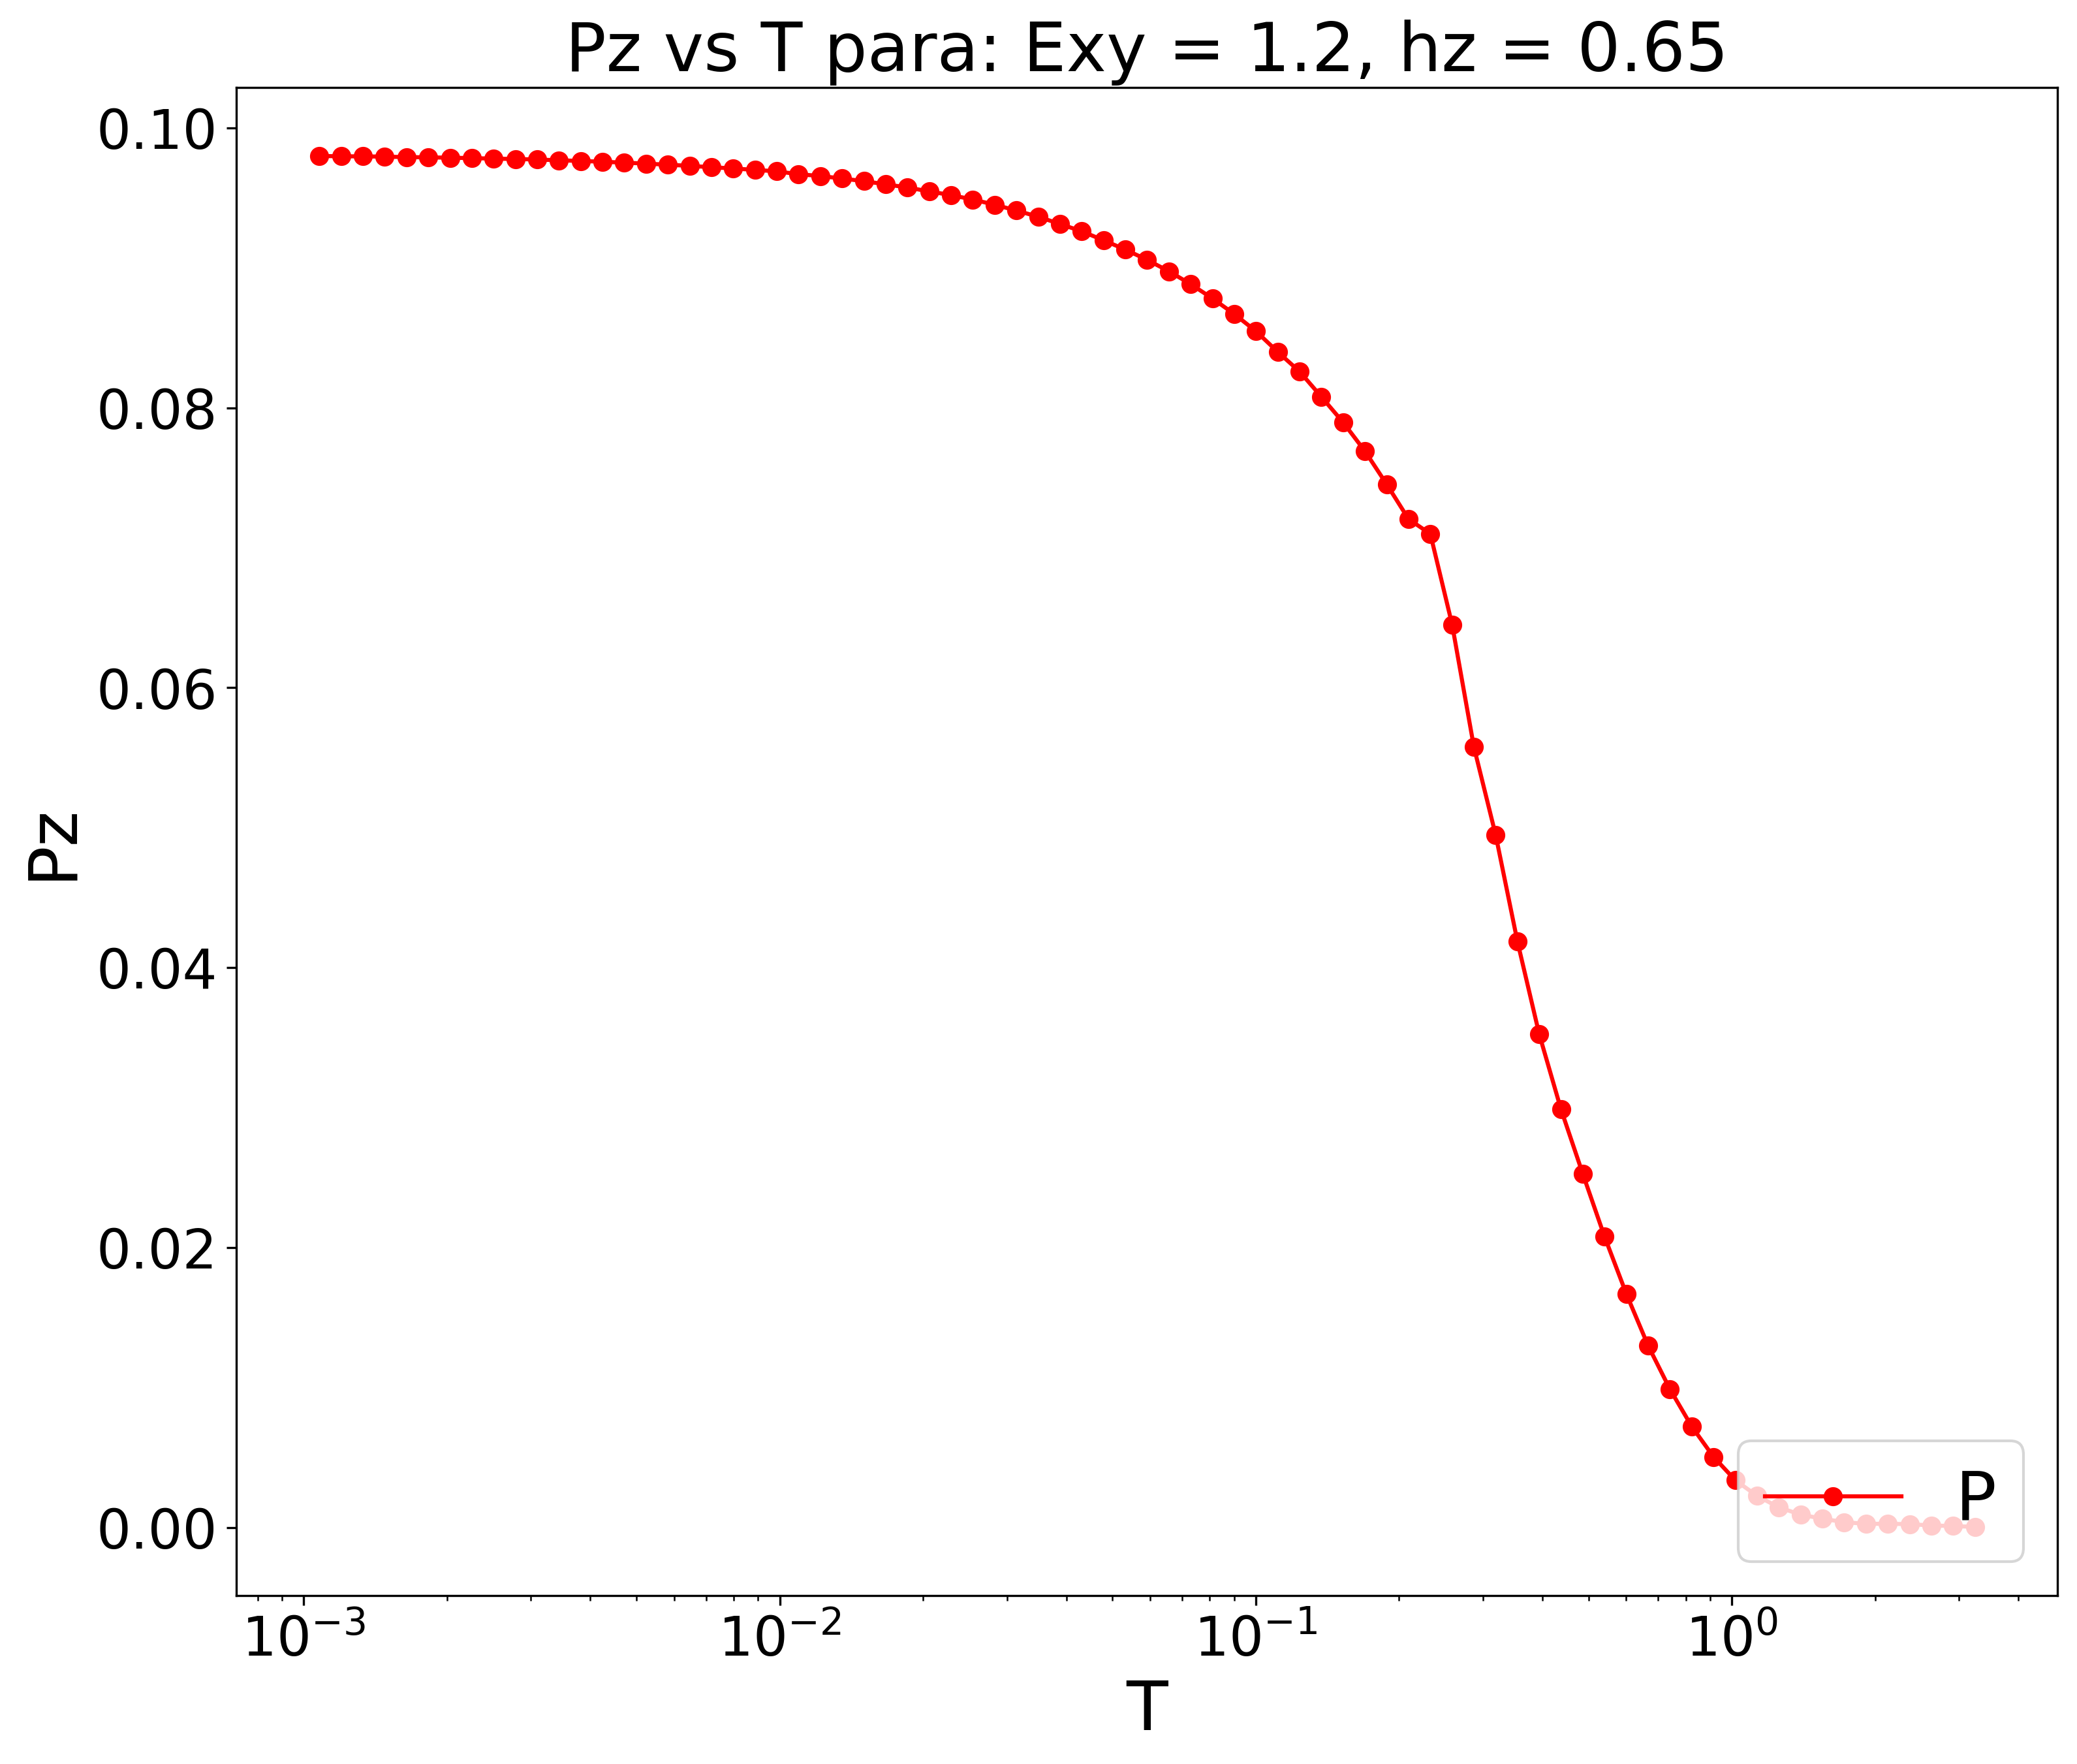 Pz vs T para: Exy = 1.2, hz = 0.65
Pz
0.10
0.08
0.06
0.04
0.02
0.00
P
10⁻³ 10⁻² 10⁻¹ 10⁰
T